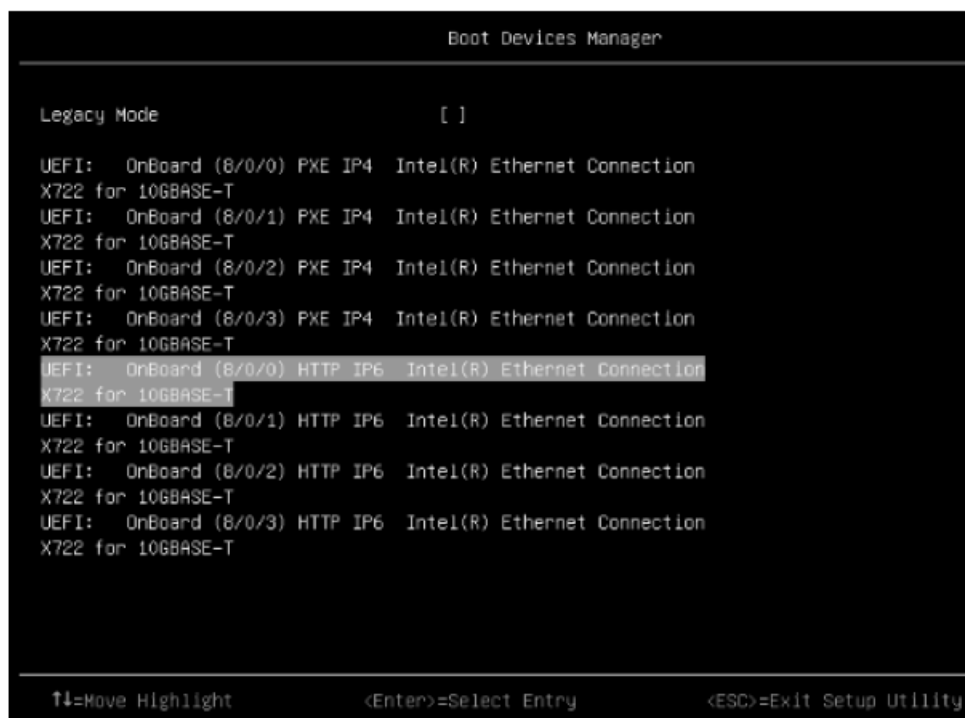 Boot Devices Manager
Legacy Mode [ ]
UEFI: OnBoard (8/0/0) PXE IP4 Intel(R) Ethernet Connection
X722 for 10GBASE-T
UEFI: OnBoard (8/0/1) PXE IP4 Intel(R) Ethernet Connection
X722 for 10GBASE-T
UEFI: OnBoard (8/0/2) PXE IP4 Intel(R) Ethernet Connection
X722 for 10GBASE-T
UEFI: OnBoard (8/0/3) PXE IP4 Intel(R) Ethernet Connection
X722 for 10GBASE-T
UEFI: OnBoard (8/0/0) HTTP IP6 Intel(R) Ethernet Connection
X722 for 10GBASE-T
UEFI: OnBoard (8/0/1) HTTP IP6 Intel(R) Ethernet Connection
X722 for 10GBASE-T
UEFI: OnBoard (8/0/2) HTTP IP6 Intel(R) Ethernet Connection
X722 for 10GBASE-T
UEFI: OnBoard (8/0/3) HTTP IP6 Intel(R) Ethernet Connection
X722 for 10GBASE-T
↑↓=Move Highlight <Enter>=Select Entry <ESC>=Exit Setup Utility